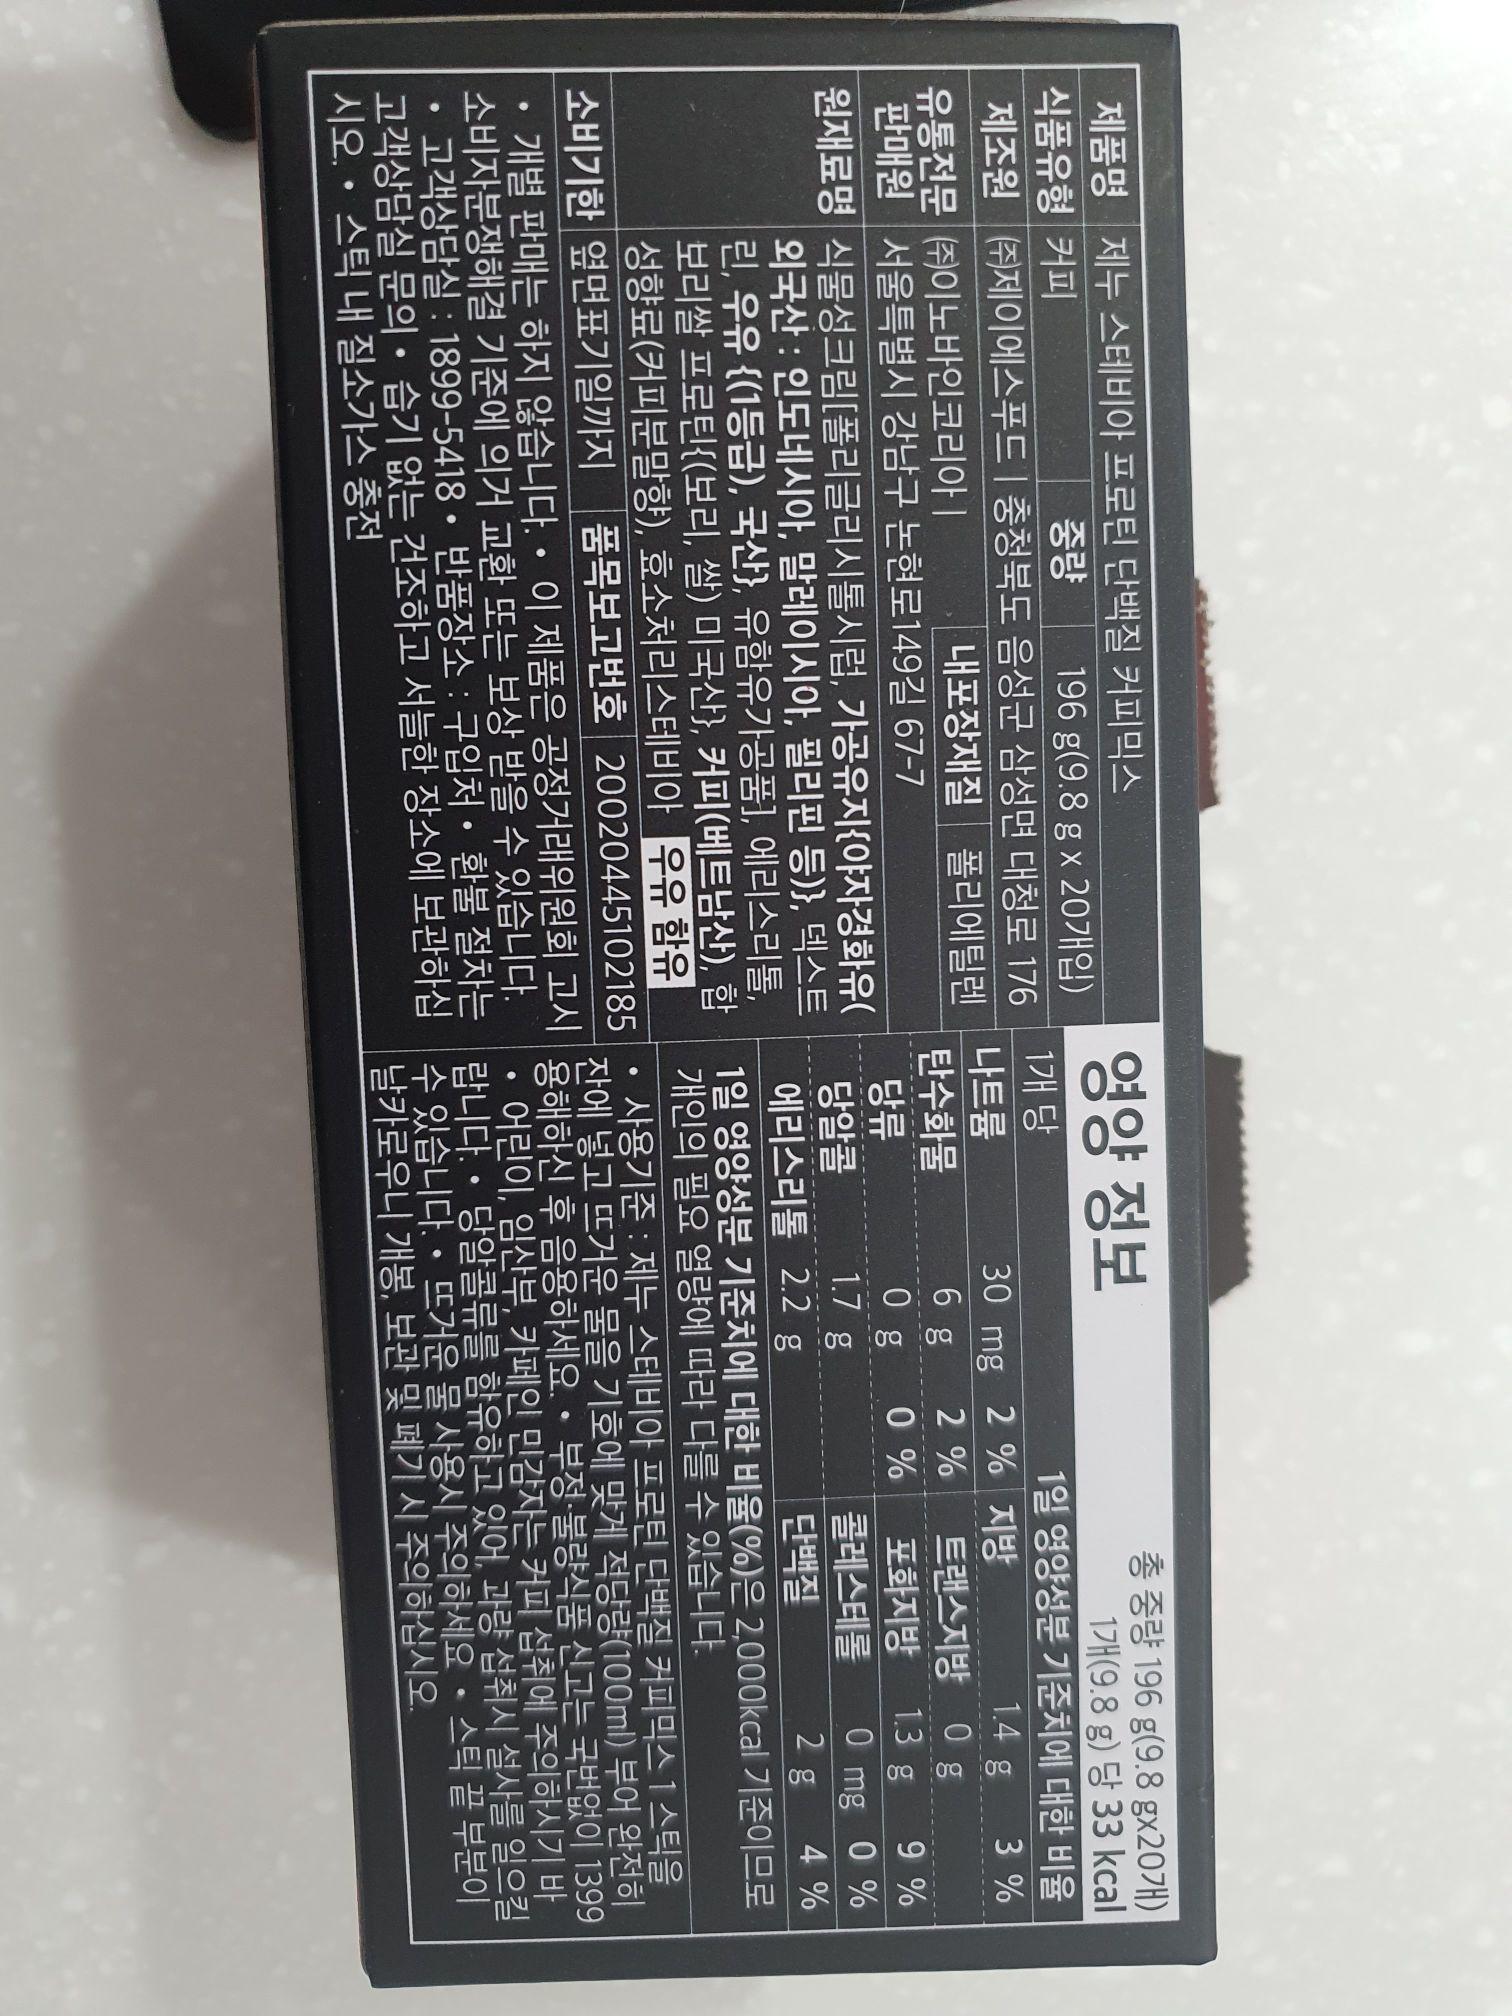 제품명 제누 스테비아 프로틴 단백질 커피믹스
식품유형 커피 중량 196 g(9.8 g x 20개입)
제조원 ㈜제이에스푸드 | 충청북도 음성군 삼성면 대청로 176
유통전문판매원 ㈜이노바인코리아 |
서울특별시 강남구 논현로149길 67-7
내포장재질 폴리에틸렌
원재료명 식물성크림[폴리글리시톨시럽, 가공유지{야자경화유(
외국산 : 인도네시아, 말레이시아, 필리핀 등)}, 덱스트
린, 우유 {(1등급), 국산}, 유함유가공품], 에리스리톨,
보리쌀 프로틴{(보리, 쌀) 미국산}, 커피(베트남산), 합
성향료(커피분말향), 효소처리스테비아 우유 함유
소비기한 옆면표기일까지 품목보고번호 20020445102185
• 개별 판매는 하지 않습니다. • 이 제품은 공정거래위원회 고시
소비자분쟁해결 기준에 의거 교환 또는 보상 받을 수 있습니다.
• 고객상담실 : 1899-5418 • 반품장소 : 구입처 • 환불 절차는
고객상담실 문의 • 습기 없는 건조하고 서늘한 장소에 보관하십
시오. • 스틱 내 질소가스 충전
영양 정보
총 중량 196 g(9.8 gx20개)
1개(9.8 g) 당 33 kcal
1개 당 1일 영양성분 기준치에 대한 비율
나트륨 30 mg 2 % 지방 1.4 g 3 %
탄수화물 6 g 2 % 트랜스지방 0 g
당류 0 g 0 % 포화지방 1.3 g 9 %
당알콜 1.7 g 콜레스테롤 0 mg 0 %
에리스리톨 2.2 g 단백질 2 g 4 %
1일 영양성분 기준치에 대한 비율(%)은 2,000kcal 기준이므로
개인의 필요 열량에 따라 다를 수 있습니다.
• 사용기준 : 제누 스테비아 프로틴 단백질 커피믹스 1 스틱을
잔에 넣고 뜨거운 물을 기호에 맞게 적당량(100ml) 부어 완전히
용해하신 후 음용하세요. • 부정·불량식품 신고는 국번없이 1399
• 어린이, 임산부, 카페인 민감자는 커피 섭취에 주의하시기 바
랍니다. • 당알콜류를 함유하고 있어, 과량 섭취시 설사를 일으킬
수 있습니다. • 뜨거운 물 사용시 주의하세요 • 스틱 끝 부분이
날카로우니 개봉, 보관 및 폐기 시 주의하십시오.